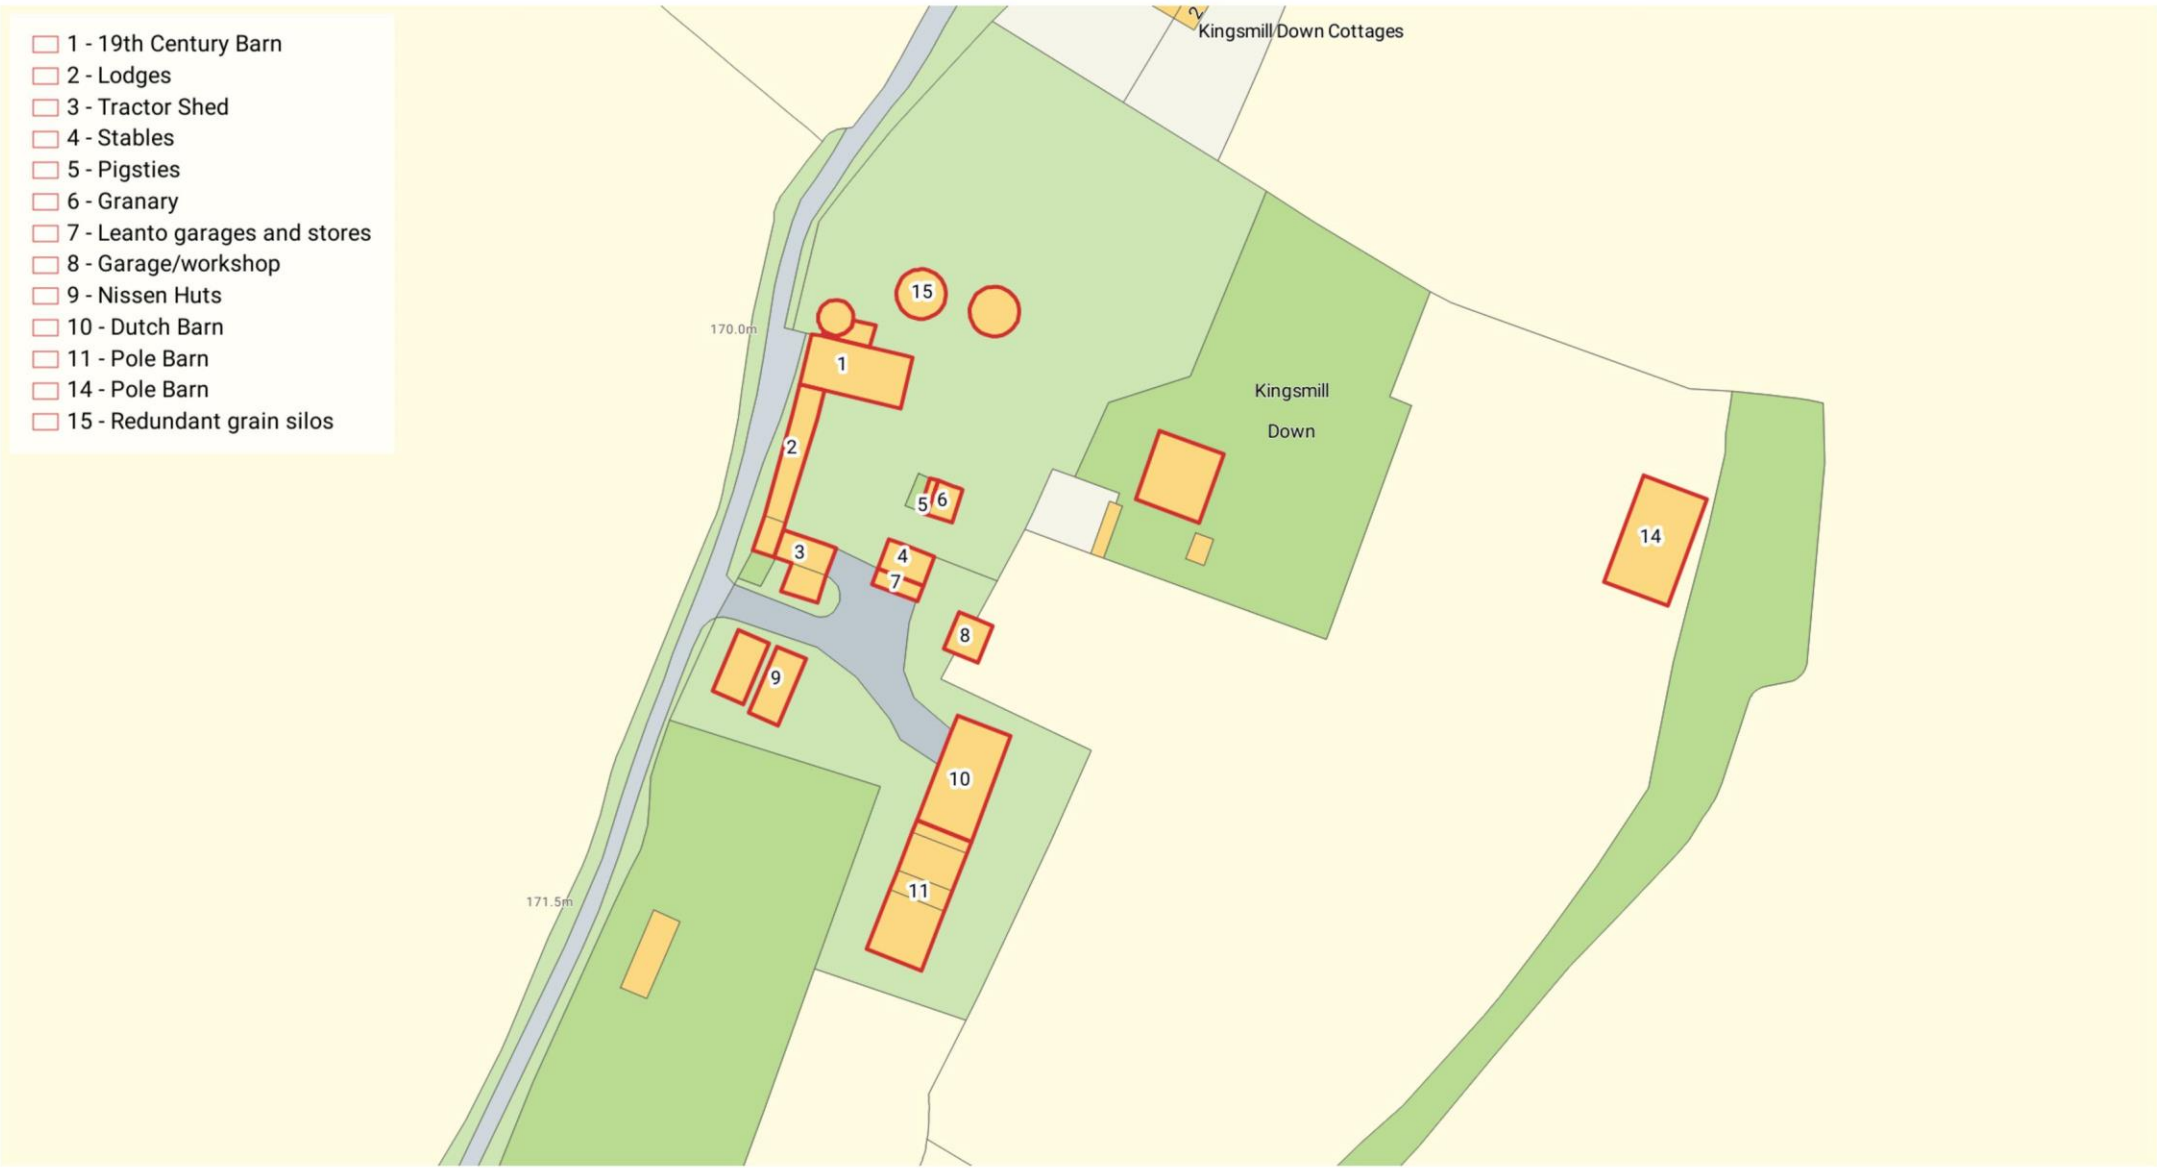 1 - 19th Century Barn
2 - Lodges
3 - Tractor Shed
4 - Stables
5 - Pigsties
6 - Granary
7 - Leanto garages and stores
8 - Garage/workshop
9 - Nissen Huts
10 - Dutch Barn
11 - Pole Barn
14 - Pole Barn
15 - Redundant grain silos
2
Kingsmill Down Cottages
15
170.0m
1
Kingsmill
Down
2
5
6
14
3
4
7
8
9
10
11
171.5m